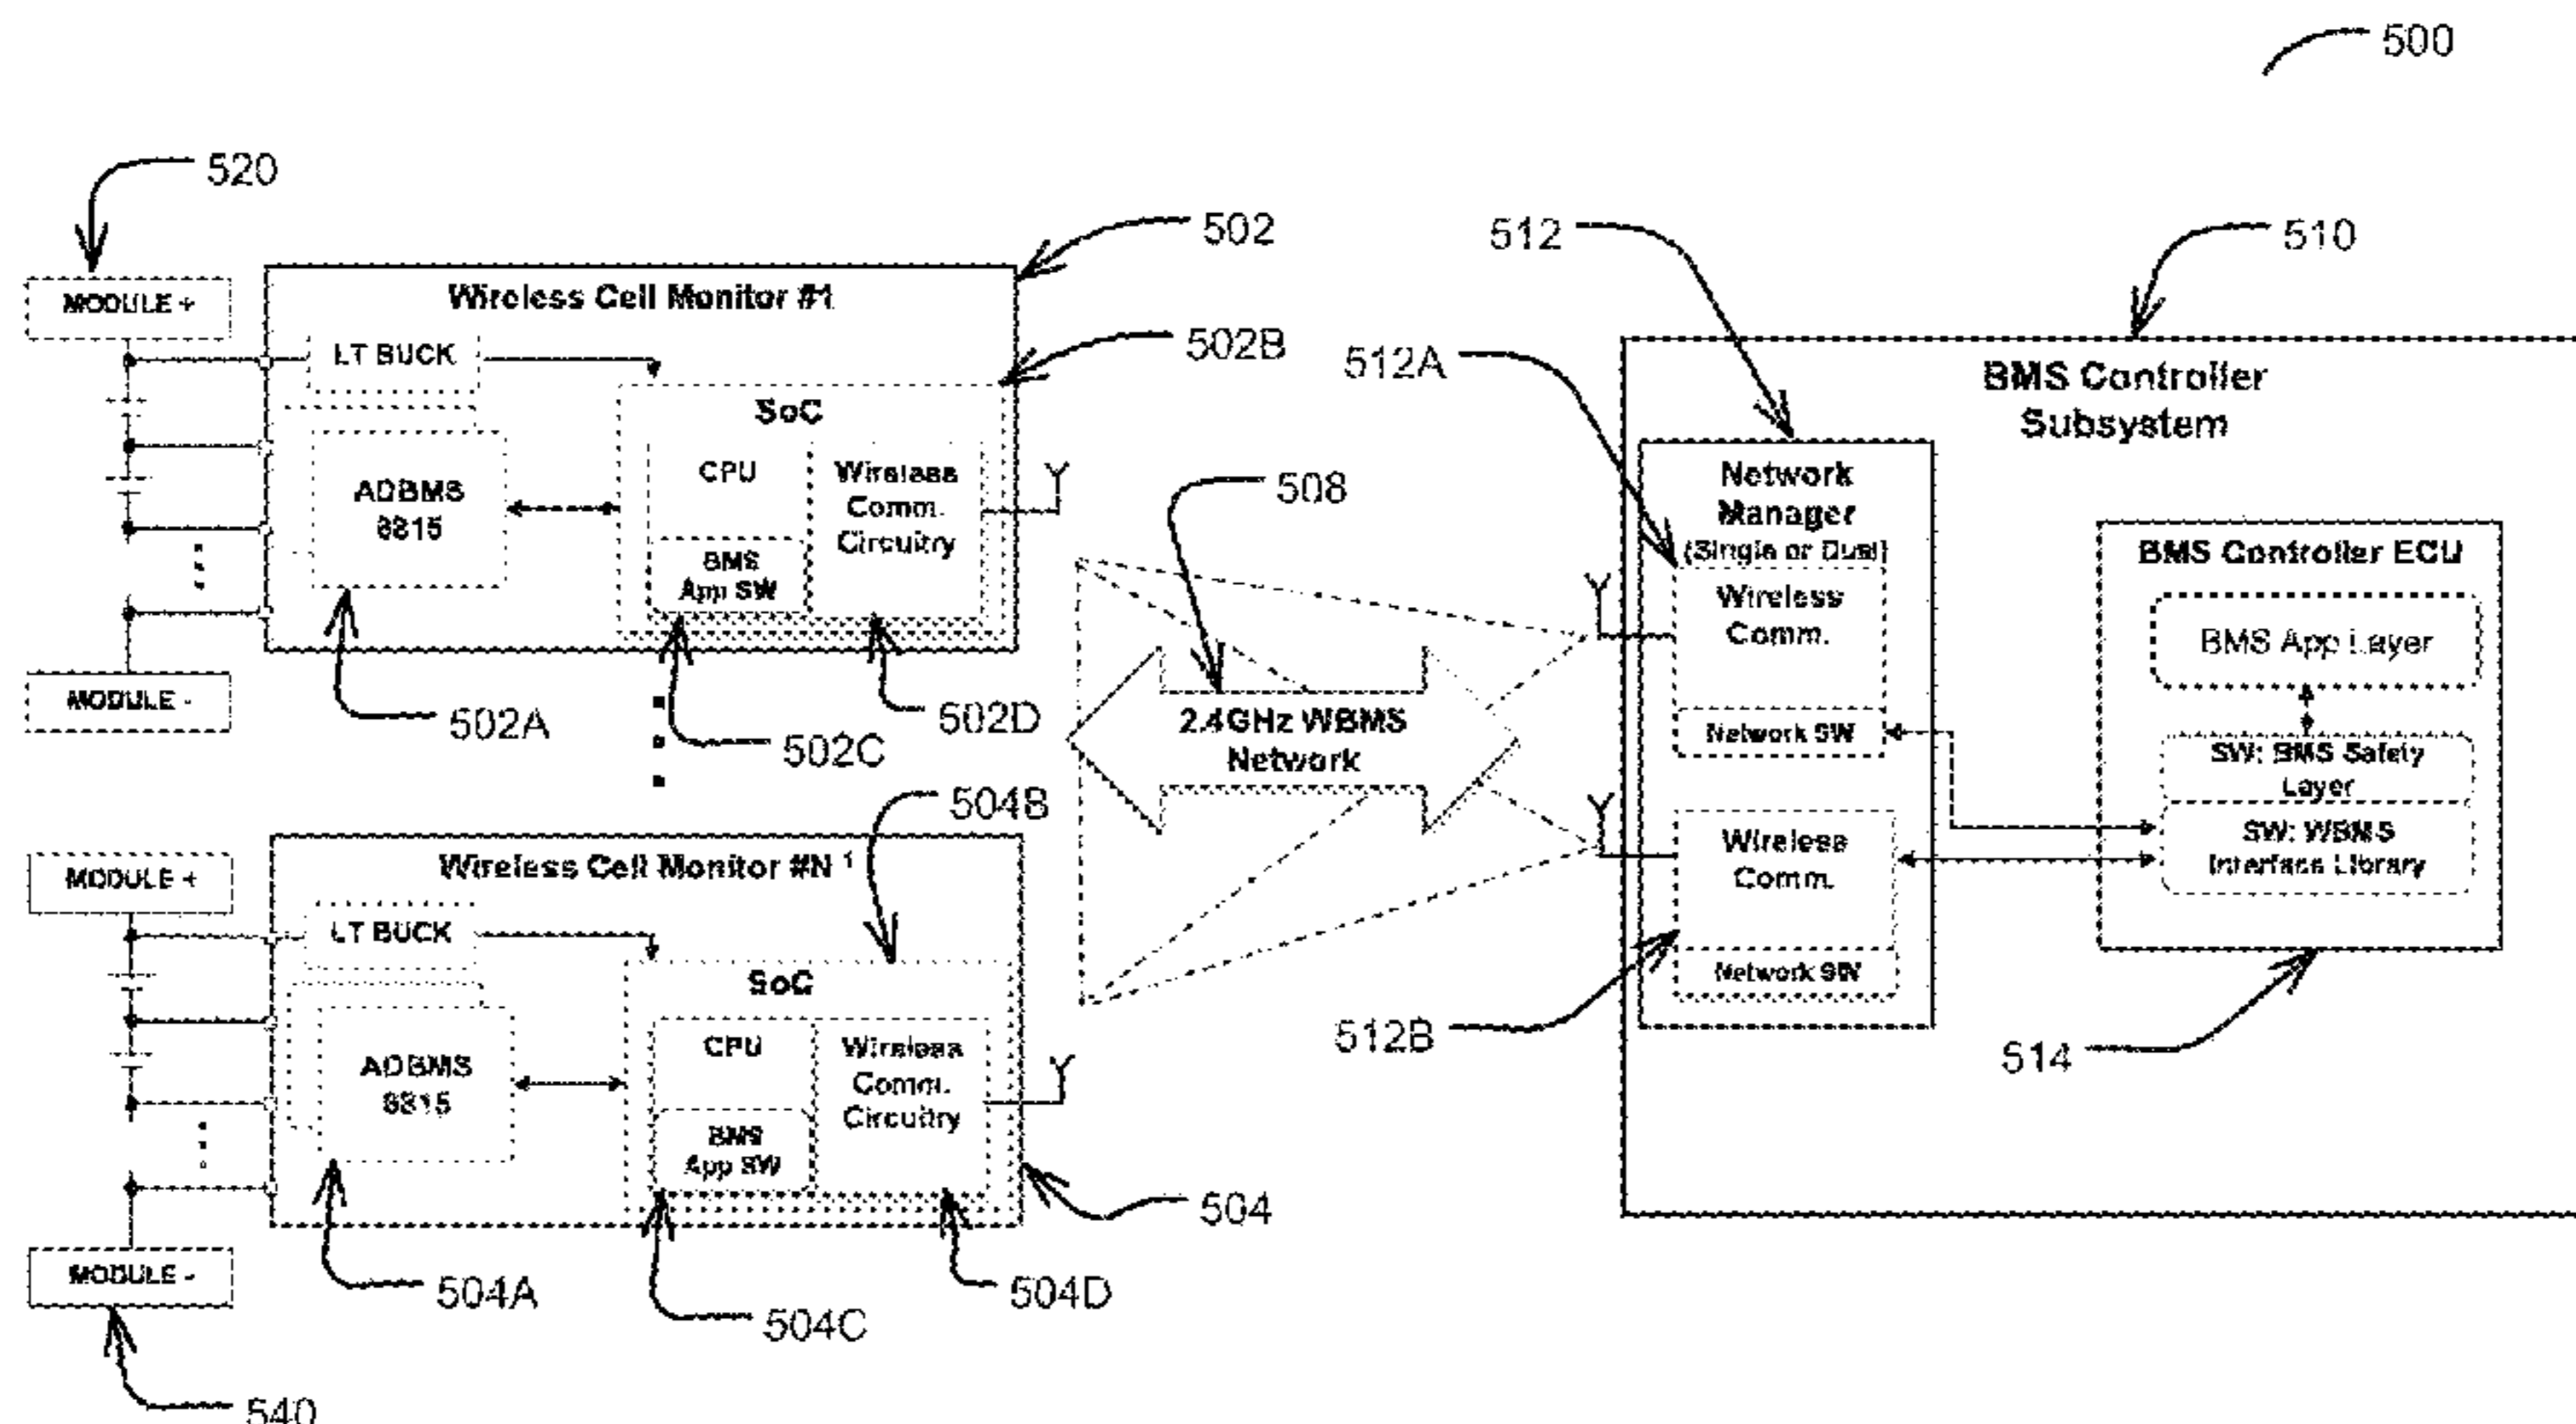 500
520
502
512
510
MODULE +
Wireless Cell Monitor #1
502B
512A
LT BUCK
BMS Controller
Subsystem
SoC
CPU
Wireless
Comm.
Circuitry
ADBMS
6815
BMS
App SW
508
Network
Manager
(Single or Dual)
Wireless
Comm.
Network SW
BMS Controller ECU
BMS App Layer
SW: BMS Safety
Layer
SW: WBMS
Interface Library
MODULE -
502A
502C
502D
2.4GHz WBMS
Network
504B
MODULE +
Wireless Cell Monitor #N 1
LT BUCK
SoC
CPU
Wireless
Comm.
Circuitry
ADBMS
6815
BMS
App SW
Wireless
Comm.
Network SW
512B
514
504
MODULE -
504A
504C
504D
540